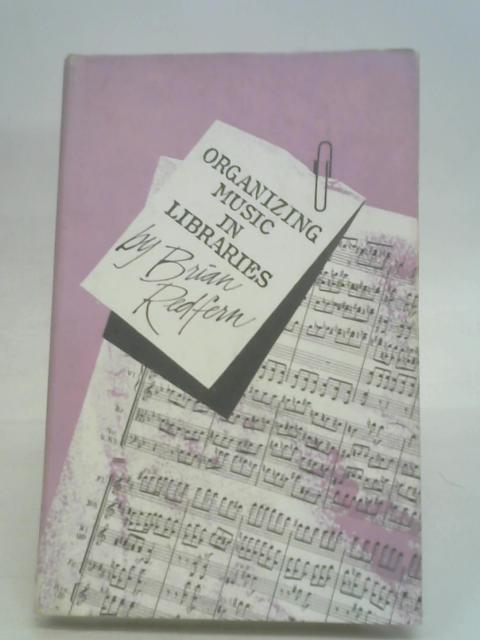 ORGANIZING
MUSIC
IN
LIBRARIES
by Brian
Redfern